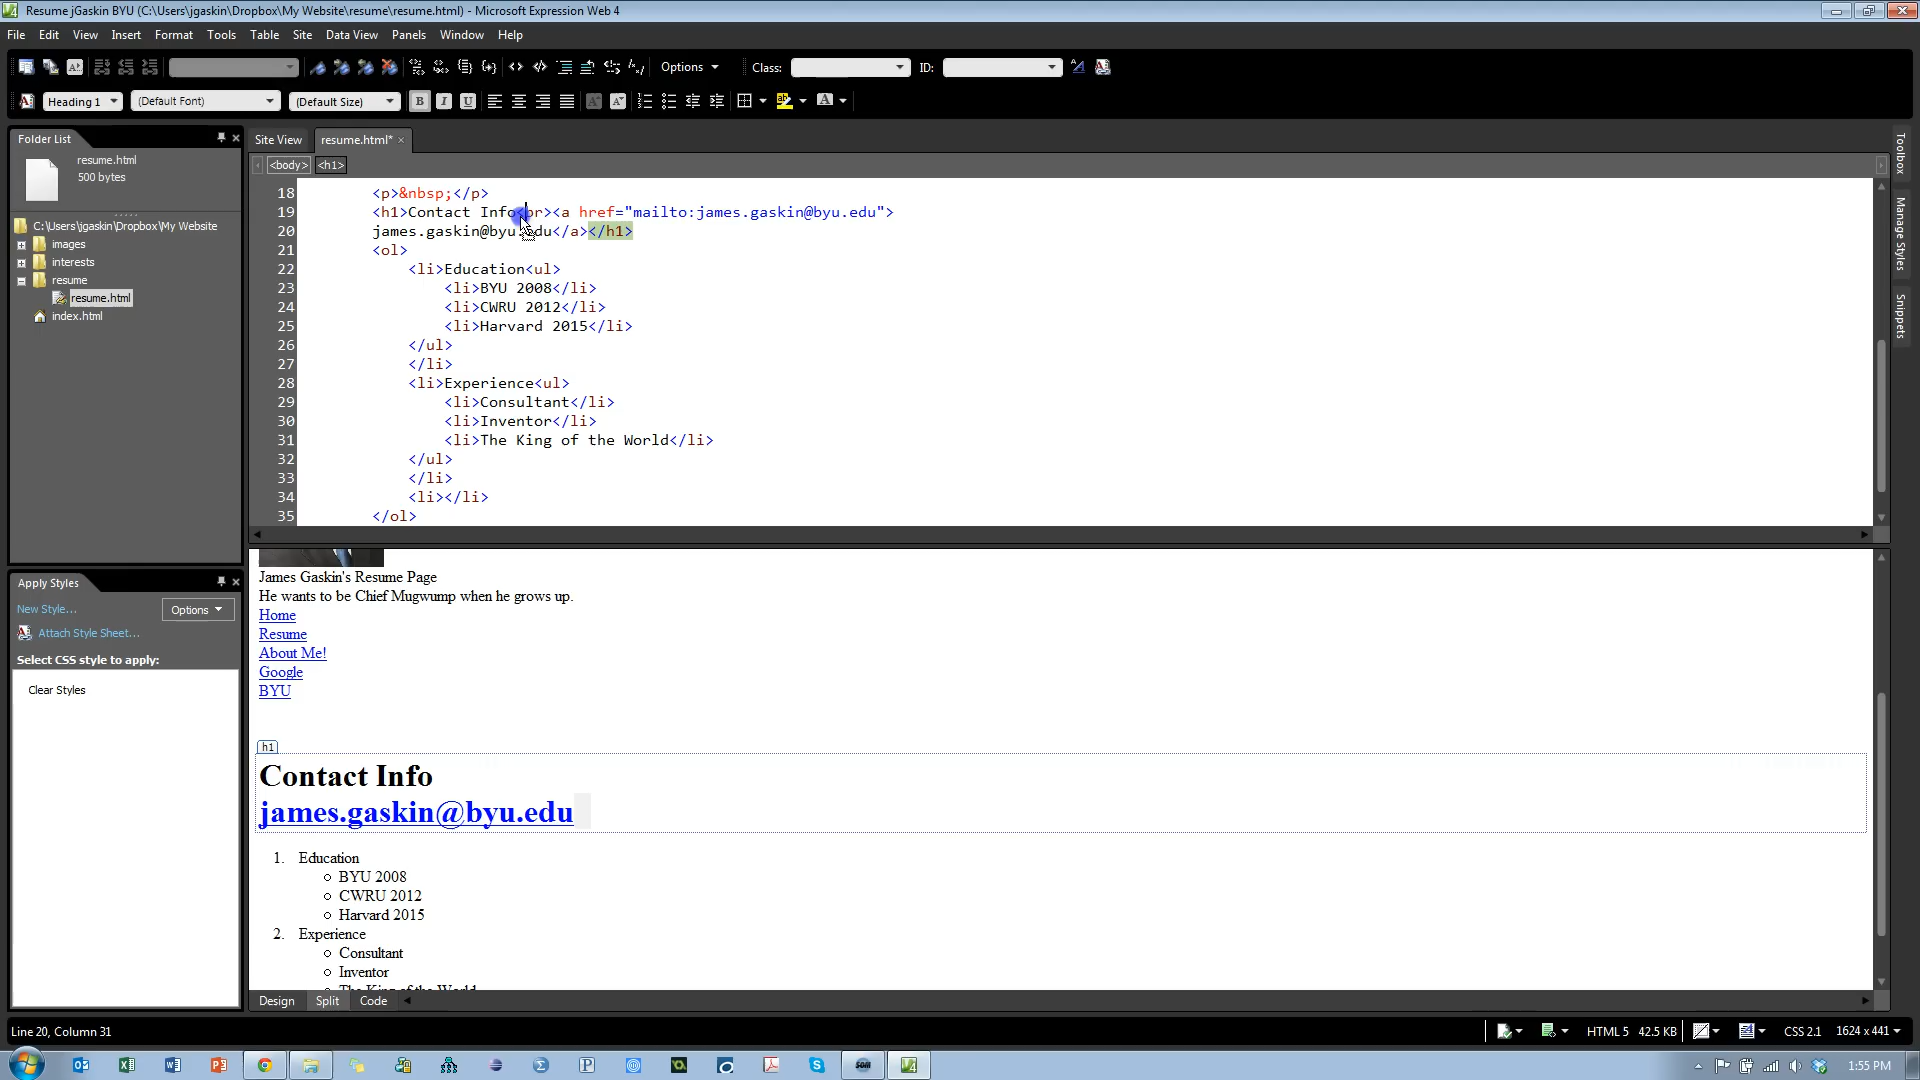 Resume jGaskin BYU (C:\Users\jgaskin\Dropbox\My Website\resume\resume.html) - Microsoft Expression Web 4
File Edit View Insert Format Tools Table Site Data View Panels Window Help
Options Class: ID:
Heading 1 (Default Font) (Default Size) B I U
Folder List
resume.html
500 bytes
C:\Users\jgaskin\Dropbox\My Website
images
interests
resume
resume.html
index.html
Apply Styles
New Style...
Options
Attach Style Sheet...
Select CSS style to apply:
Clear Styles
Site View resume.html*
<body> <h1>
18 <p>&nbsp;</p>
19 <h1>Contact Info<br><a href="mailto:james.gaskin@byu.edu">
20 james.gaskin@byu.edu</a></h1>
21 <ol>
22 <li>Education<ul>
23 <li>BYU 2008</li>
24 <li>CWRU 2012</li>
25 <li>Harvard 2015</li>
26 </ul>
27 </li>
28 <li>Experience<ul>
29 <li>Consultant</li>
30 <li>Inventor</li>
31 <li>The King of the World</li>
32 </ul>
33 </li>
34 <li></li>
35 </ol>
James Gaskin's Resume Page
He wants to be Chief Mugwump when he grows up.
Home
Resume
About Me!
Google
BYU
h1
Contact Info
james.gaskin@byu.edu
1. Education
BYU 2008
CWRU 2012
Harvard 2015
2. Experience
Consultant
Inventor
The King of the World
Design Split Code
Toolbox
Manage Styles
Snippets
Line 20, Column 31
HTML 5 42.5 KB CSS 2.1 1624 x 441
1:55 PM